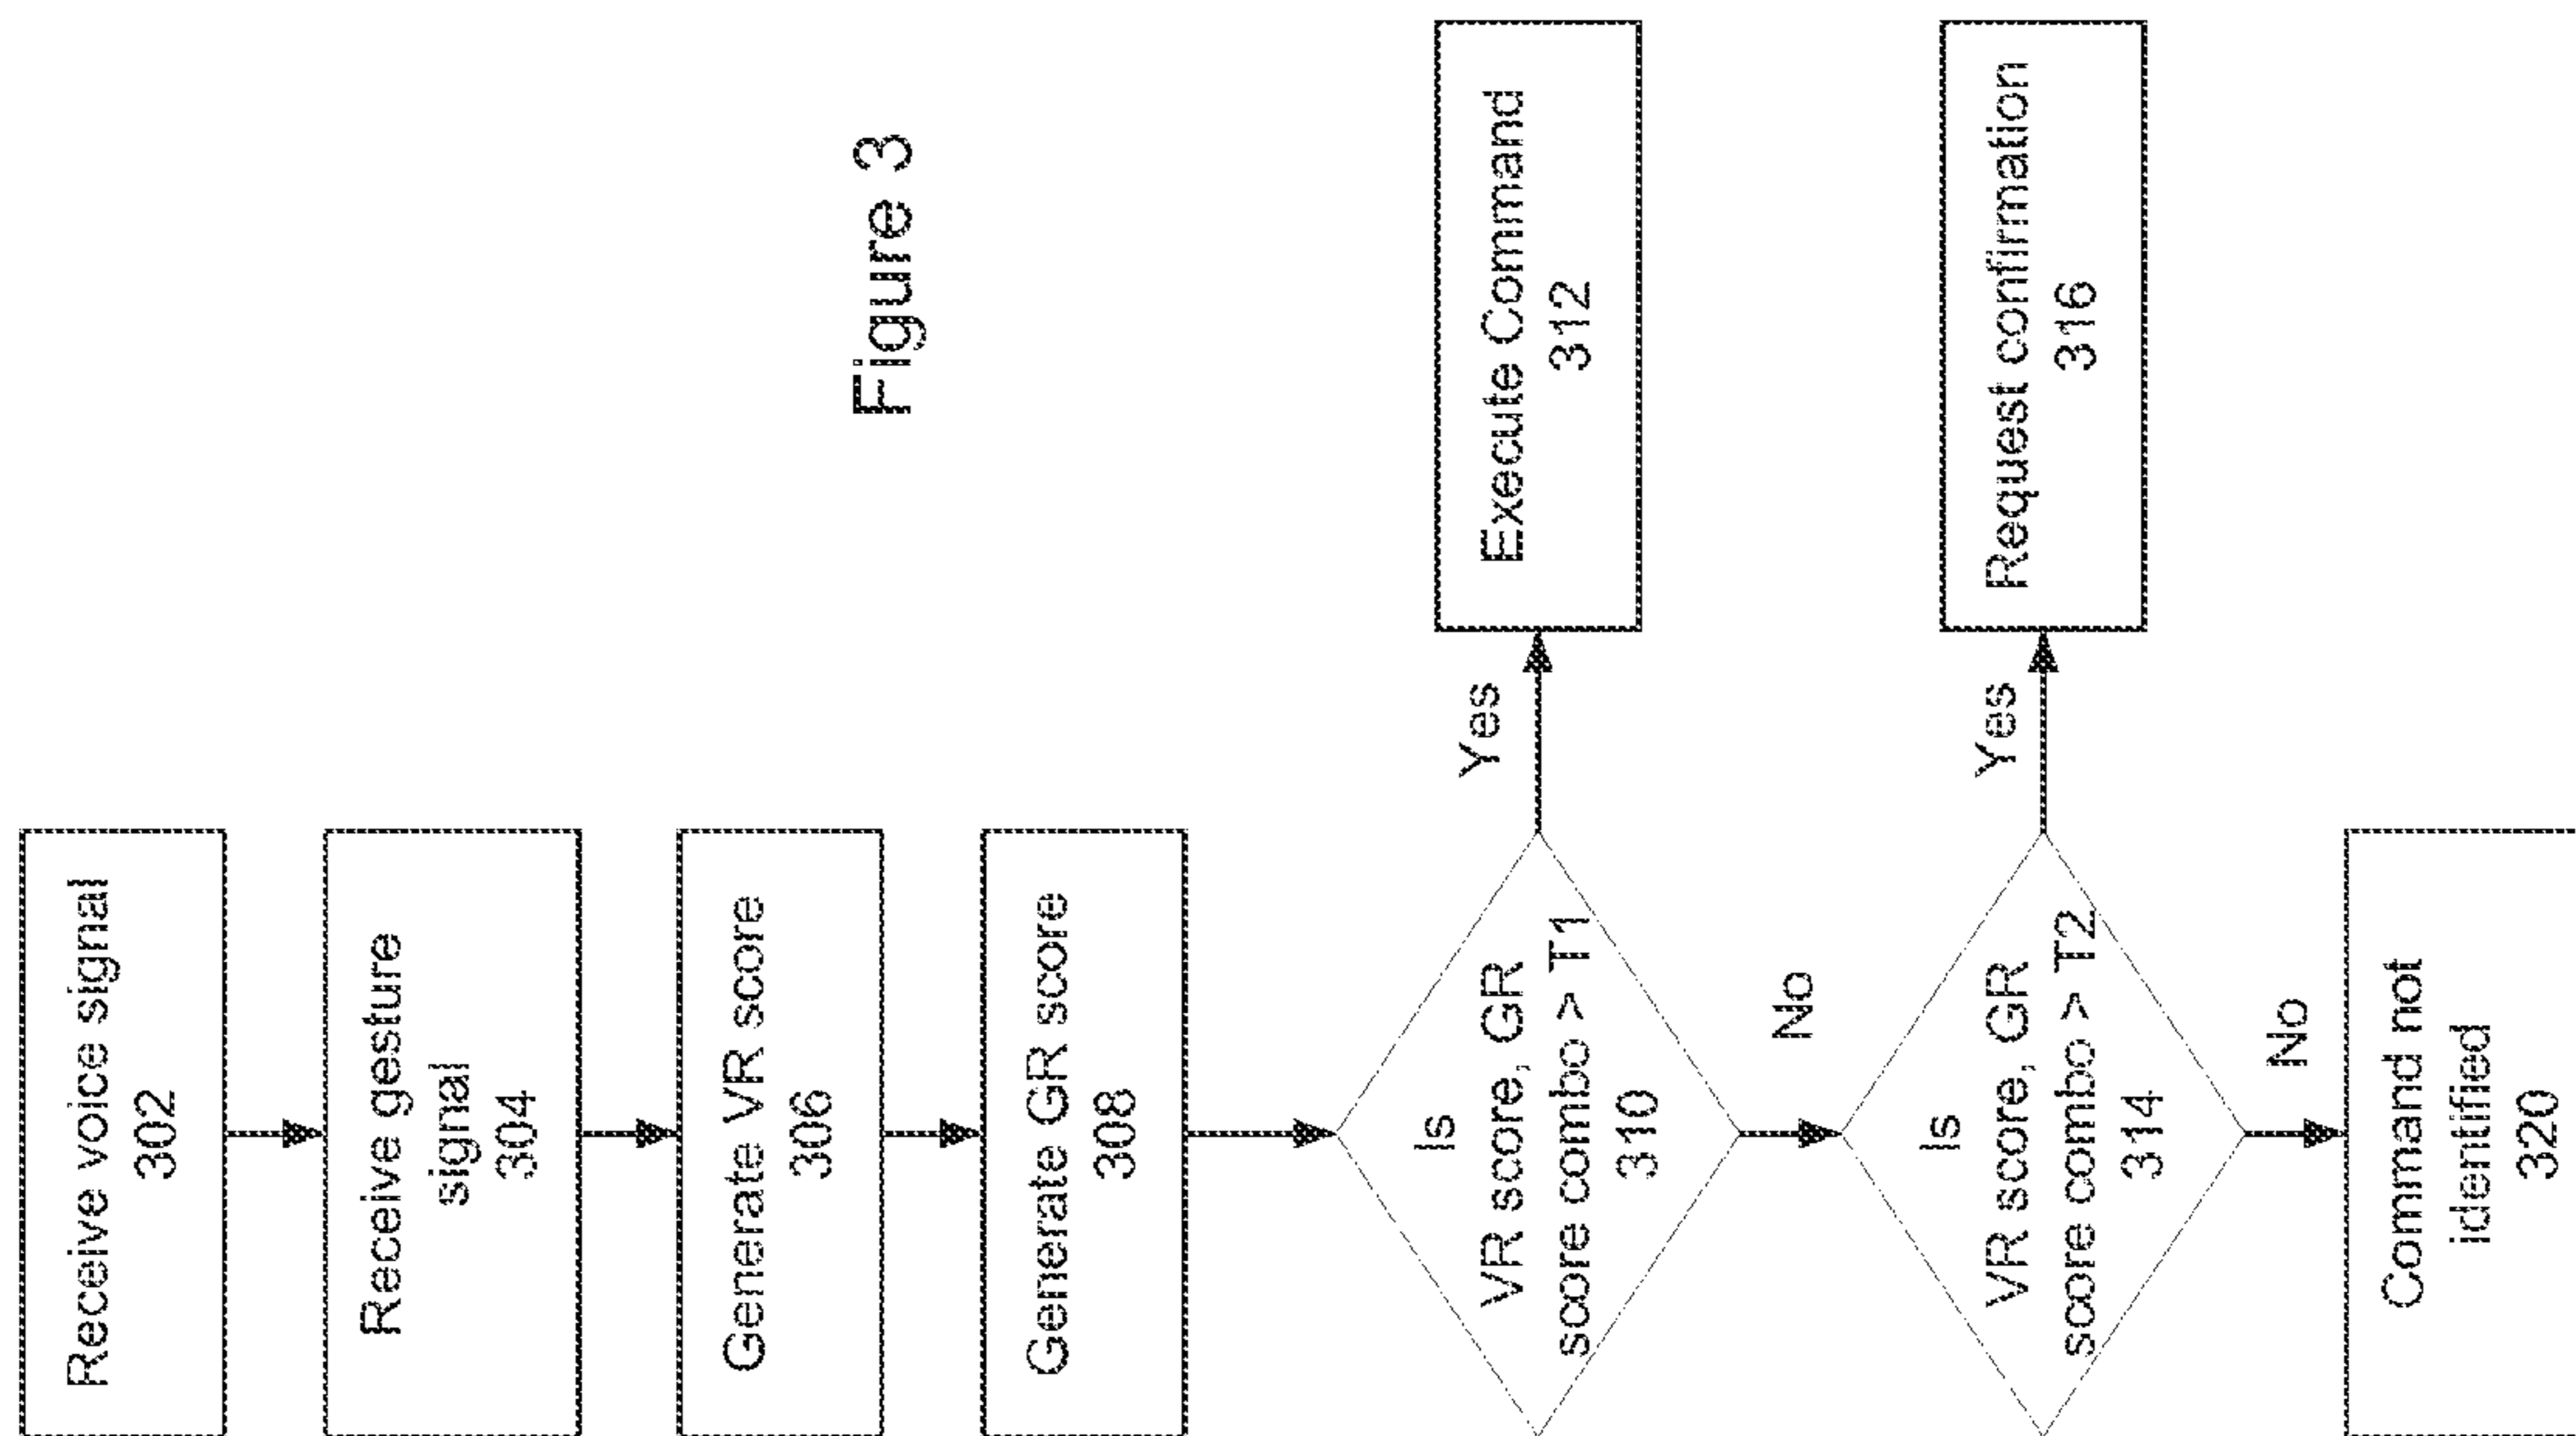 Receive voice signal
302
Receive gesture
signal
304
Generate VR score
306
Generate GR score
308
Is
VR score, GR
score combo > T1
310
Yes
Execute Command
312
No
Is
VR score, GR
score combo > T2
314
Yes
Request confirmation
316
No
Command not
identified
320
Figure 3